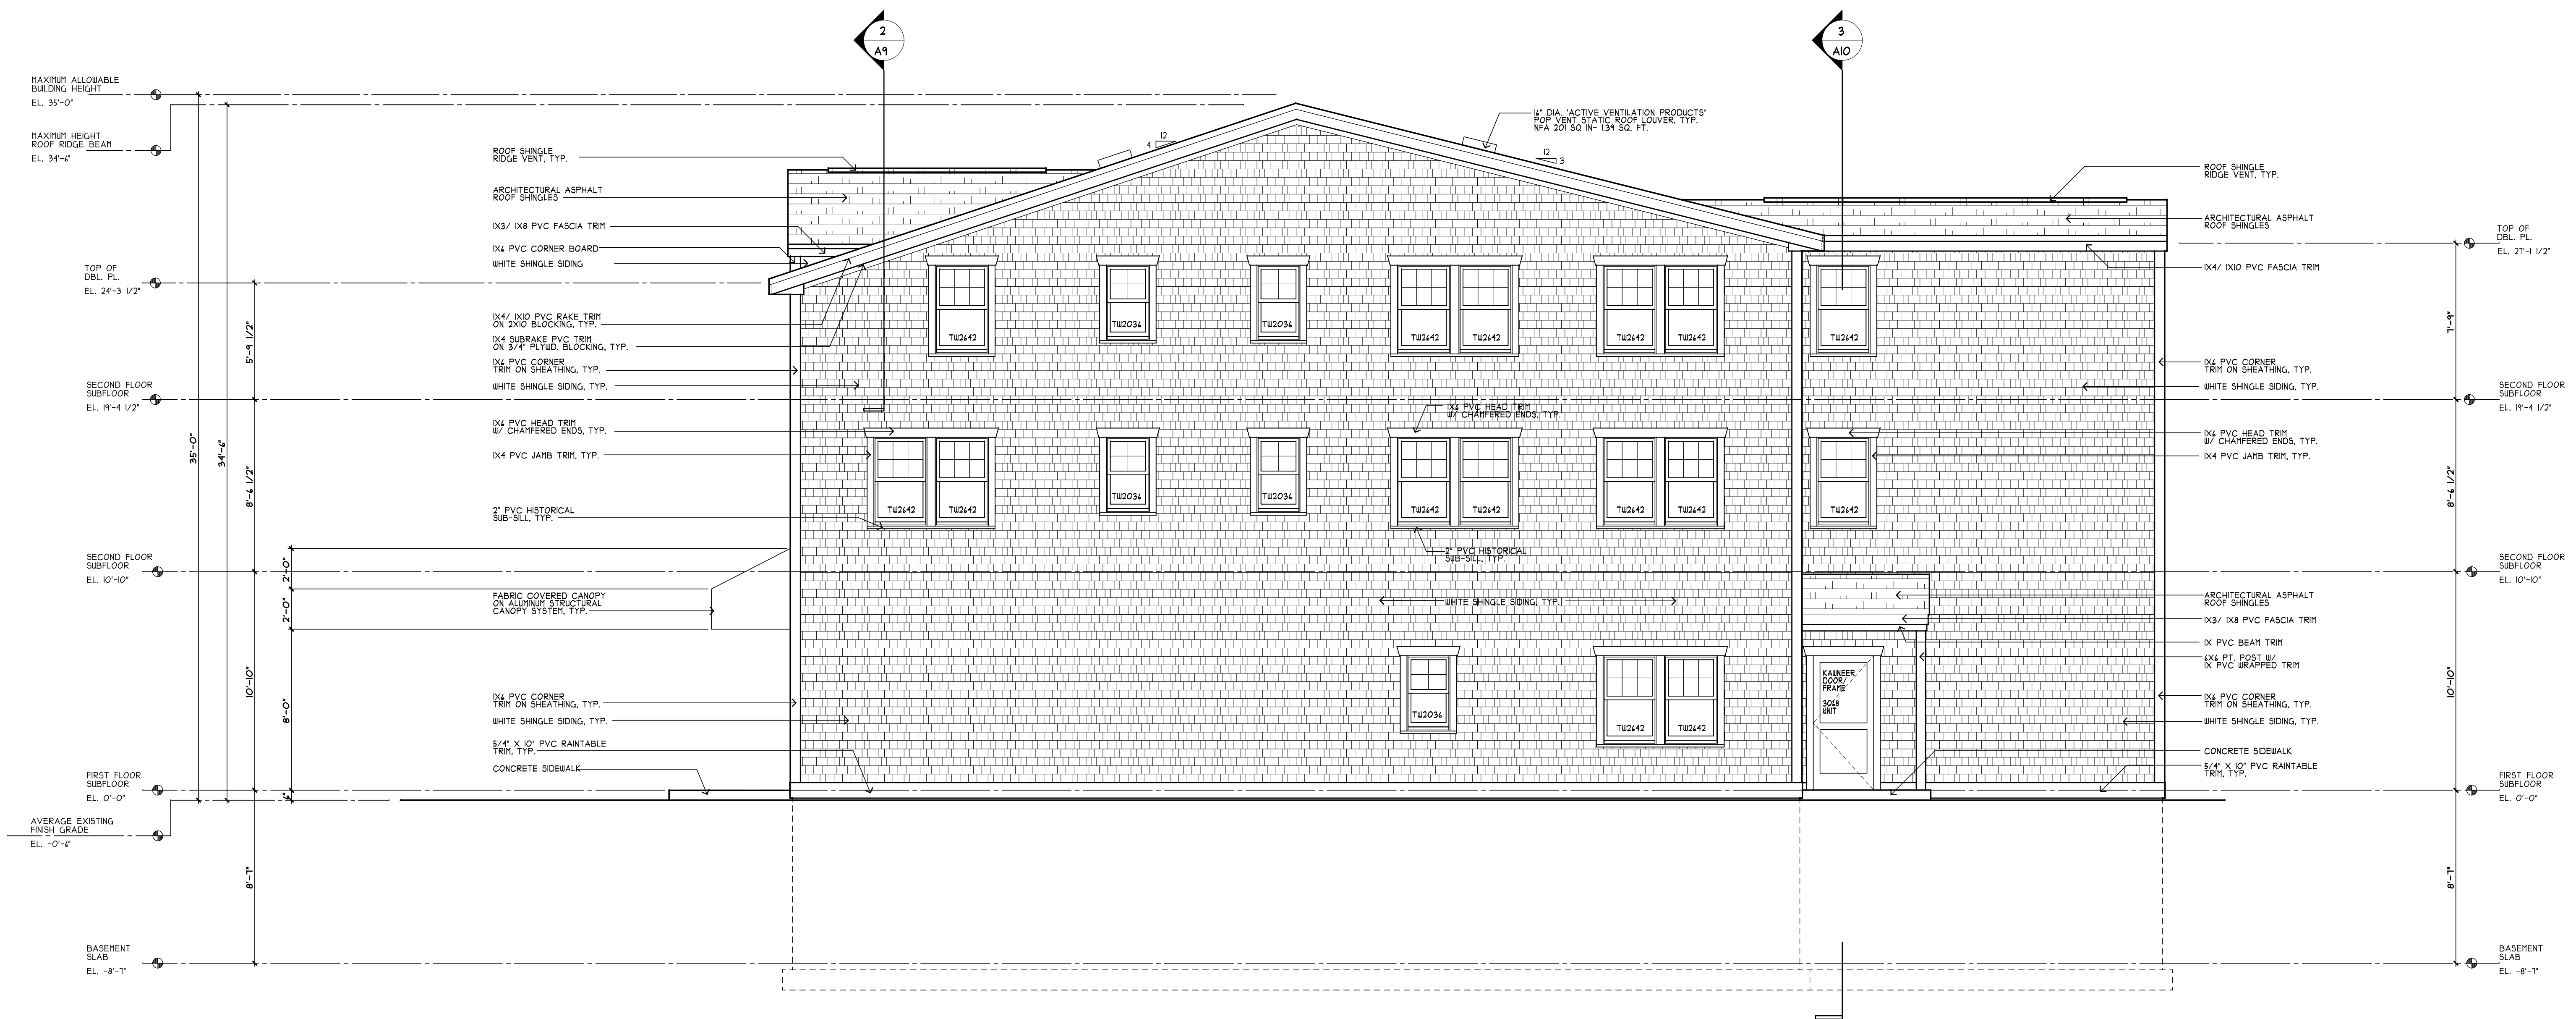 2
A9
3
A10
MAXIMUM ALLOWABLE
BUILDING HEIGHT
EL. 35'-0"
MAXIMUM HEIGHT
ROOF RIDGE BEAM
EL. 34'-6"
TOP OF
DBL. PL.
EL. 24'-3 1/2"
SECOND FLOOR
SUBFLOOR
EL. 19'-4 1/2"
SECOND FLOOR
SUBFLOOR
EL. 10'-10"
FIRST FLOOR
SUBFLOOR
EL. 0'-0"
AVERAGE EXISTING
FINISH GRADE
EL. -0'-6"
BASEMENT
SLAB
EL. -8'-7"
35'-0"
34'-6"
5'-9 1/2"
8'-6 1/2"
10'-10"
8'-7"
2'-0"
2'-0"
8'-0"
6"
ROOF SHINGLE
RIDGE VENT, TYP.
ARCHITECTURAL ASPHALT
ROOF SHINGLES
1X3/ 1X8 PVC FASCIA TRIM
1X6 PVC CORNER BOARD
WHITE SHINGLE SIDING
1X4/ 1X10 PVC RAKE TRIM
ON 2X10 BLOCKING, TYP.
1X4 SUBRAKE PVC TRIM
ON 3/4" PLYWD. BLOCKING, TYP.
1X6 PVC CORNER
TRIM ON SHEATHING, TYP.
WHITE SHINGLE SIDING, TYP.
1X6 PVC HEAD TRIM
W/ CHAMFERED ENDS, TYP.
1X4 PVC JAMB TRIM, TYP.
2" PVC HISTORICAL
SUB-SILL, TYP.
FABRIC COVERED CANOPY
ON ALUMINUM STRUCTURAL
CANOPY SYSTEM, TYP.
1X6 PVC CORNER
TRIM ON SHEATHING, TYP.
WHITE SHINGLE SIDING, TYP.
5/4" X 10" PVC RAINTABLE
TRIM, TYP.
CONCRETE SIDEWALK
12
4
12
3
16" DIA. 'ACTIVE VENTILATION PRODUCTS"
POP VENT STATIC ROOF LOUVER, TYP.
NFA 201 SQ IN- 1.39 SQ. FT.
TW2642
TW2036
TW2036
TW2642
TW2642
TW2642
TW2642
TW2642
1X6 PVC HEAD TRIM
W/ CHAMFERED ENDS, TYP.
TW2642
TW2642
TW2036
TW2036
TW2642
TW2642
TW2642
TW2642
TW2642
2" PVC HISTORICAL
SUB-SILL, TYP.
WHITE SHINGLE SIDING, TYP.
TW2036
TW2642
TW2642
KAWNEER
DOOR/
FRAME
3068
UNIT
ROOF SHINGLE
RIDGE VENT, TYP.
ARCHITECTURAL ASPHALT
ROOF SHINGLES
1X4/ 1X10 PVC FASCIA TRIM
1X6 PVC CORNER
TRIM ON SHEATHING, TYP.
WHITE SHINGLE SIDING, TYP.
1X6 PVC HEAD TRIM
W/ CHAMFERED ENDS, TYP.
1X4 PVC JAMB TRIM, TYP.
ARCHITECTURAL ASPHALT
ROOF SHINGLES
1X3/ 1X8 PVC FASCIA TRIM
1X PVC BEAM TRIM
6X6 PT. POST W/
1X PVC WRAPPED TRIM
1X6 PVC CORNER
TRIM ON SHEATHING, TYP.
WHITE SHINGLE SIDING, TYP.
CONCRETE SIDEWALK
5/4" X 10" PVC RAINTABLE
TRIM, TYP.
7'-9"
8'-6 1/2"
10'-10"
8'-7"
TOP OF
DBL. PL.
EL. 27'-1 1/2"
SECOND FLOOR
SUBFLOOR
EL. 19'-4 1/2"
SECOND FLOOR
SUBFLOOR
EL. 10'-10"
FIRST FLOOR
SUBFLOOR
EL. 0'-0"
BASEMENT
SLAB
EL. -8'-7"